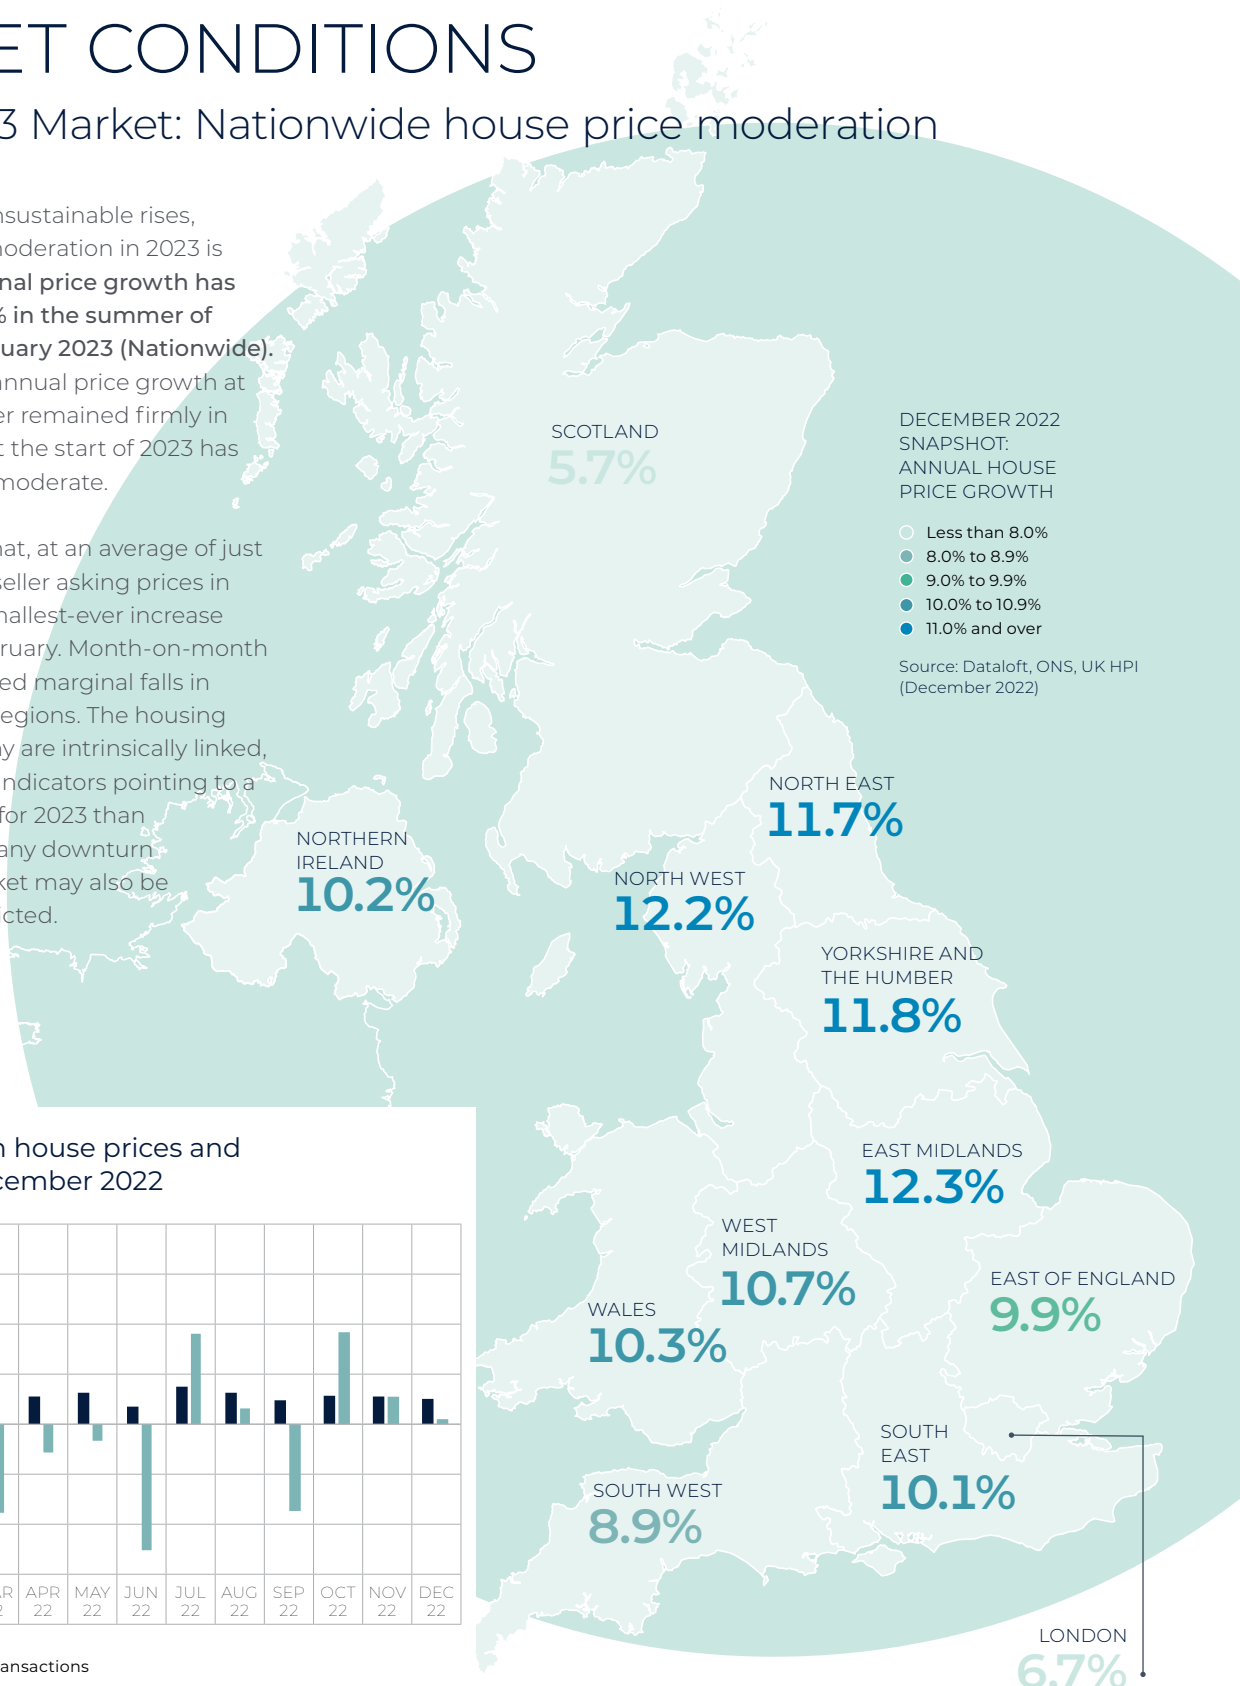 ET CONDITIONS
3 Market: Nationwide house price moderation
nsustainable rises,
moderation in 2023 is
nal price growth has
% in the summer of
uary 2023 (Nationwide).
annual price growth at
er remained firmly in
t the start of 2023 has
moderate.
hat, at an average of just
seller asking prices in
mallest-ever increase
ruary. Month-on-month
ed marginal falls in
regions. The housing
y are intrinsically linked,
indicators pointing to a
for 2023 than
any downturn
ket may also be
icted.
SCOTLAND
5.7%
DECEMBER 2022
SNAPSHOT:
ANNUAL HOUSE
PRICE GROWTH
Less than 8.0%
8.0% to 8.9%
9.0% to 9.9%
10.0% to 10.9%
11.0% and over
Source: Dataloft, ONS, UK HPI
(December 2022)
NORTH EAST
11.7%
NORTHERN
IRELAND
10.2%
NORTH WEST
12.2%
YORKSHIRE AND
THE HUMBER
11.8%
EAST MIDLANDS
12.3%
WEST
MIDLANDS
10.7%
EAST OF ENGLAND
9.9%
WALES
10.3%
SOUTH
EAST
10.1%
SOUTH WEST
8.9%
LONDON
6.7%
n house prices and
cember 2022
AR APR MAY JUN JUL AUG SEP OCT NOV DEC
2 22 22 22 22 22 22 22 22 22
ansactions